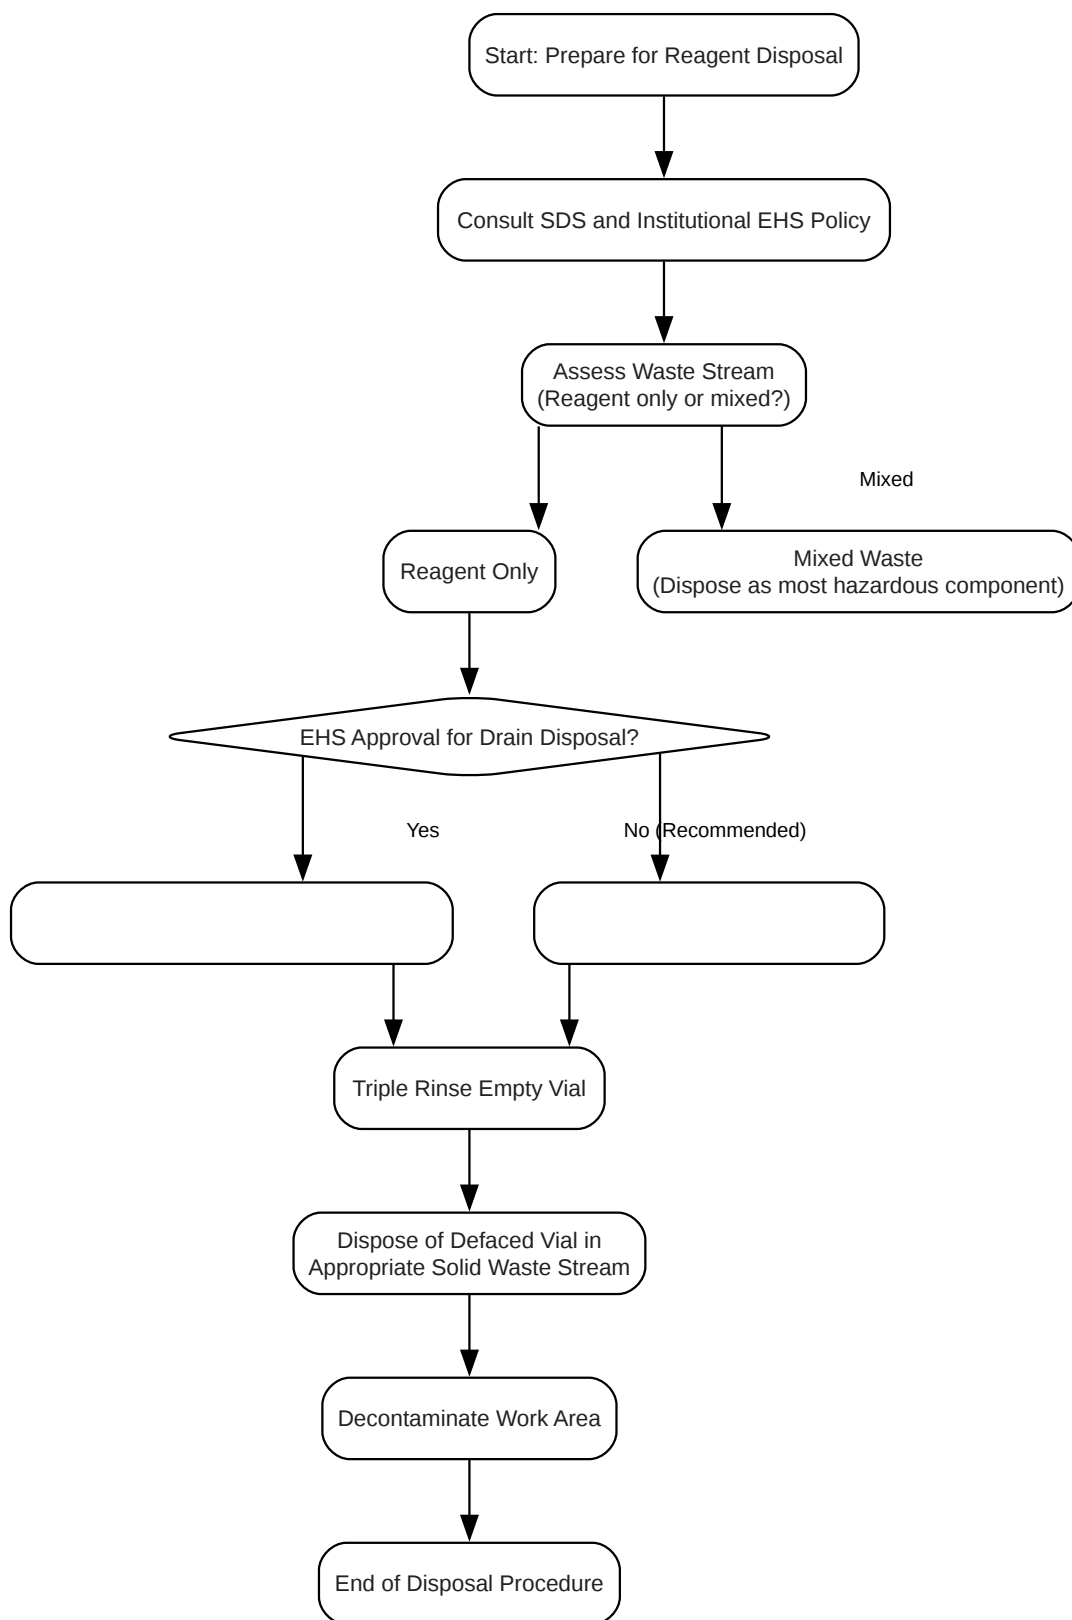 Start: Prepare for Reagent Disposal
Consult SDS and Institutional EHS Policy
Assess Waste Stream
(Reagent only or mixed?)
Mixed
Reagent Only
Mixed Waste
(Dispose as most hazardous component)
EHS Approval for Drain Disposal?
Yes
No (Recommended)
Triple Rinse Empty Vial
Dispose of Defaced Vial in
Appropriate Solid Waste Stream
Decontaminate Work Area
End of Disposal Procedure